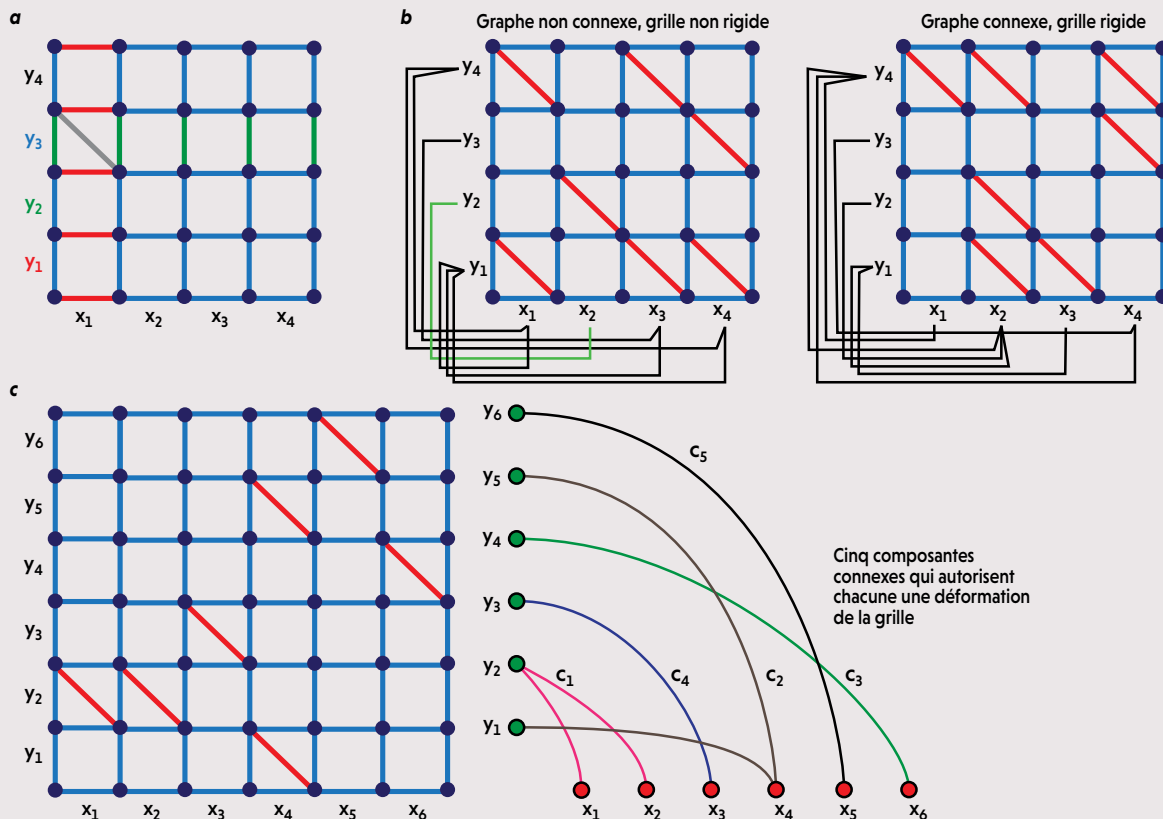 a
y4
y3
y2
y1
x1 x2 x3 x4
b
Graphe non connexe, grille non rigide
y4
y3
y2
y1
x1 x2 x3 x4
Graphe connexe, grille rigide
y4
y3
y2
y1
x1 x2 x3 x4
c
y6
y5
y4
y3
y2
y1
x1 x2 x3 x4 x5 x6
y6
y5
y4
y3
y2
y1
c5
c1 c4 c2 c3
x1 x2 x3 x4 x5 x6
Cinq composantes
connexes qui autorisent
chacune une déformation
de la grille